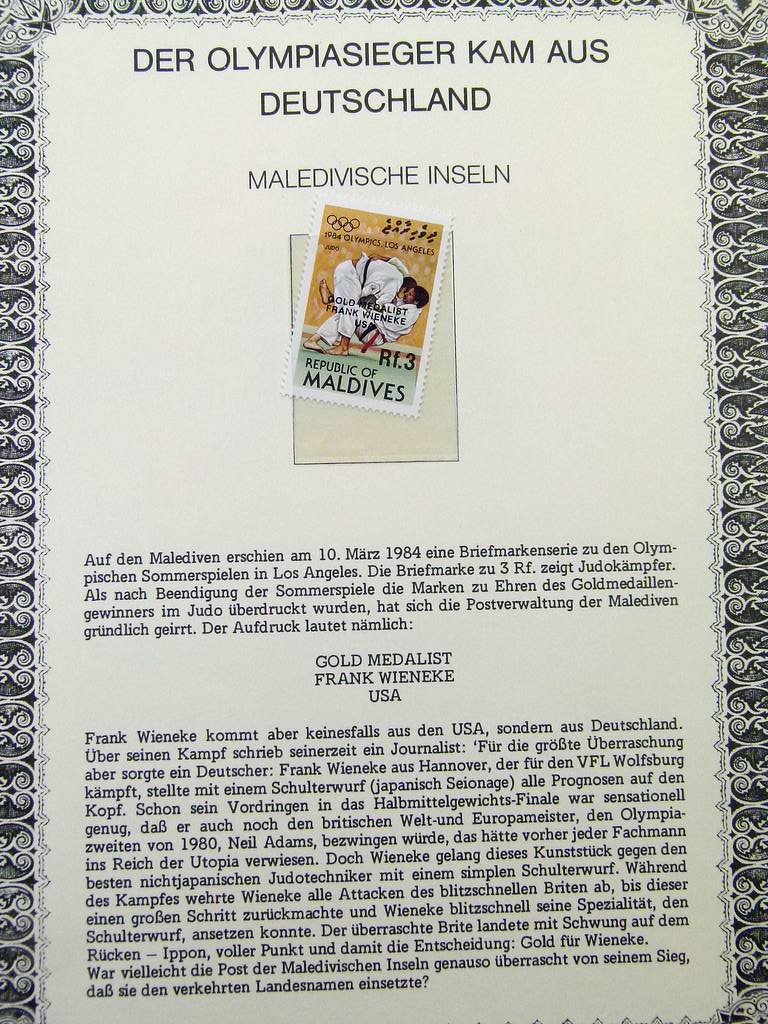 DER OLYMPIASIEGER KAM AUS
DEUTSCHLAND
MALEDIVISCHE INSELN
ދިވެހިރާއްޖެ
1984 OLYMPICS, LOS ANGELES
JUDO
GOLD MEDALIST
FRANK WIENEKE
USA
Rf.3
REPUBLIC OF
MALDIVES
Auf den Malediven erschien am 10. März 1984 eine Briefmarkenserie zu den Olym-
pischen Sommerspielen in Los Angeles. Die Briefmarke zu 3 Rf. zeigt Judokämpfer.
Als nach Beendigung der Sommerspiele die Marken zu Ehren des Goldmedaillen-
gewinners im Judo überdruckt wurden, hat sich die Postverwaltung der Malediven
gründlich geirrt. Der Aufdruck lautet nämlich:
GOLD MEDALIST
FRANK WIENEKE
USA
Frank Wieneke kommt aber keinesfalls aus den USA, sondern aus Deutschland.
Über seinen Kampf schrieb seinerzeit ein Journalist: 'Für die größte Überraschung
aber sorgte ein Deutscher: Frank Wieneke aus Hannover, der für den VFL Wolfsburg
kämpft, stellte mit einem Schulterwurf (japanisch Seionage) alle Prognosen auf den
Kopf. Schon sein Vordringen in das Halbmittelgewichts-Finale war sensationell
genug, daß er auch noch den britischen Welt-und Europameister, den Olympia-
zweiten von 1980, Neil Adams, bezwingen würde, das hätte vorher jeder Fachmann
ins Reich der Utopia verwiesen. Doch Wieneke gelang dieses Kunststück gegen den
besten nichtjapanischen Judotechniker mit einem simplen Schulterwurf. Während
des Kampfes wehrte Wieneke alle Attacken des blitzschnellen Briten ab, bis dieser
einen großen Schritt zurückmachte und Wieneke blitzschnell seine Spezialität, den
Schulterwurf, ansetzen konnte. Der überraschte Brite landete mit Schwung auf dem
Rücken – Ippon, voller Punkt und damit die Entscheidung: Gold für Wieneke.
War vielleicht die Post der Maledivischen Inseln genauso überrascht von seinem Sieg,
daß sie den verkehrten Landesnamen einsetzte?